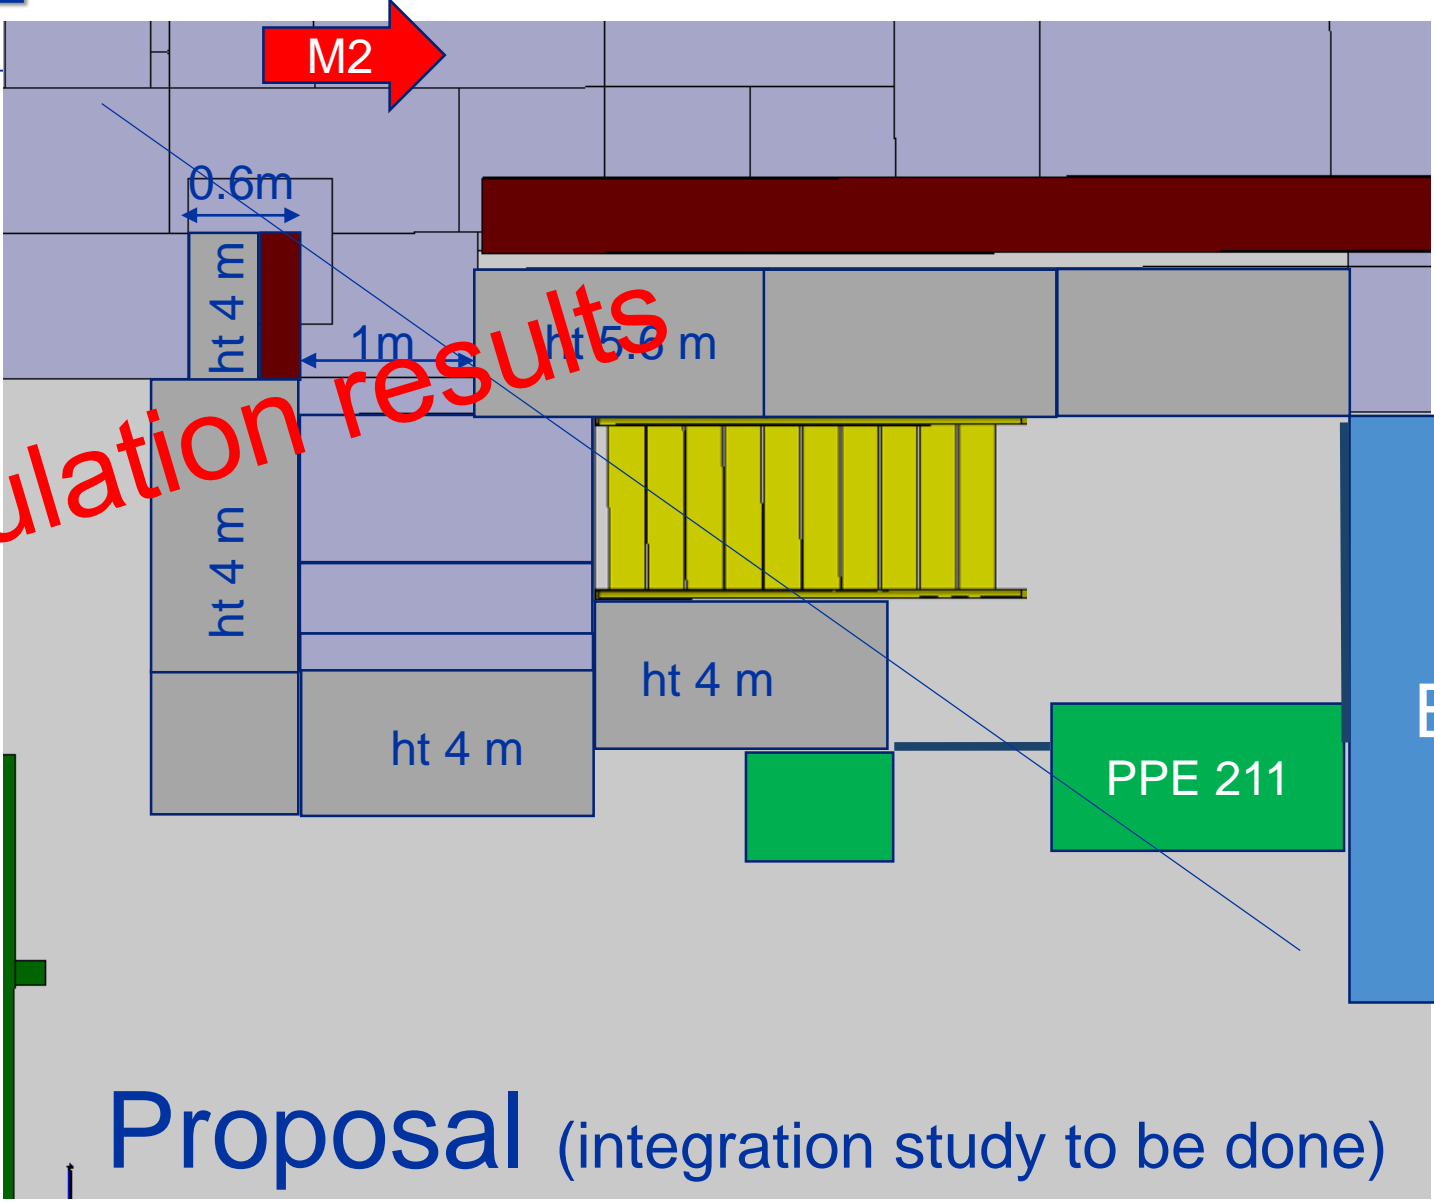 M2
0.6m
ht 4 m
1m
ht 5.6 m
results
ht 4 m
ht 4 m
ht 4 m
PPE 211
Proposal (integration study to be done)